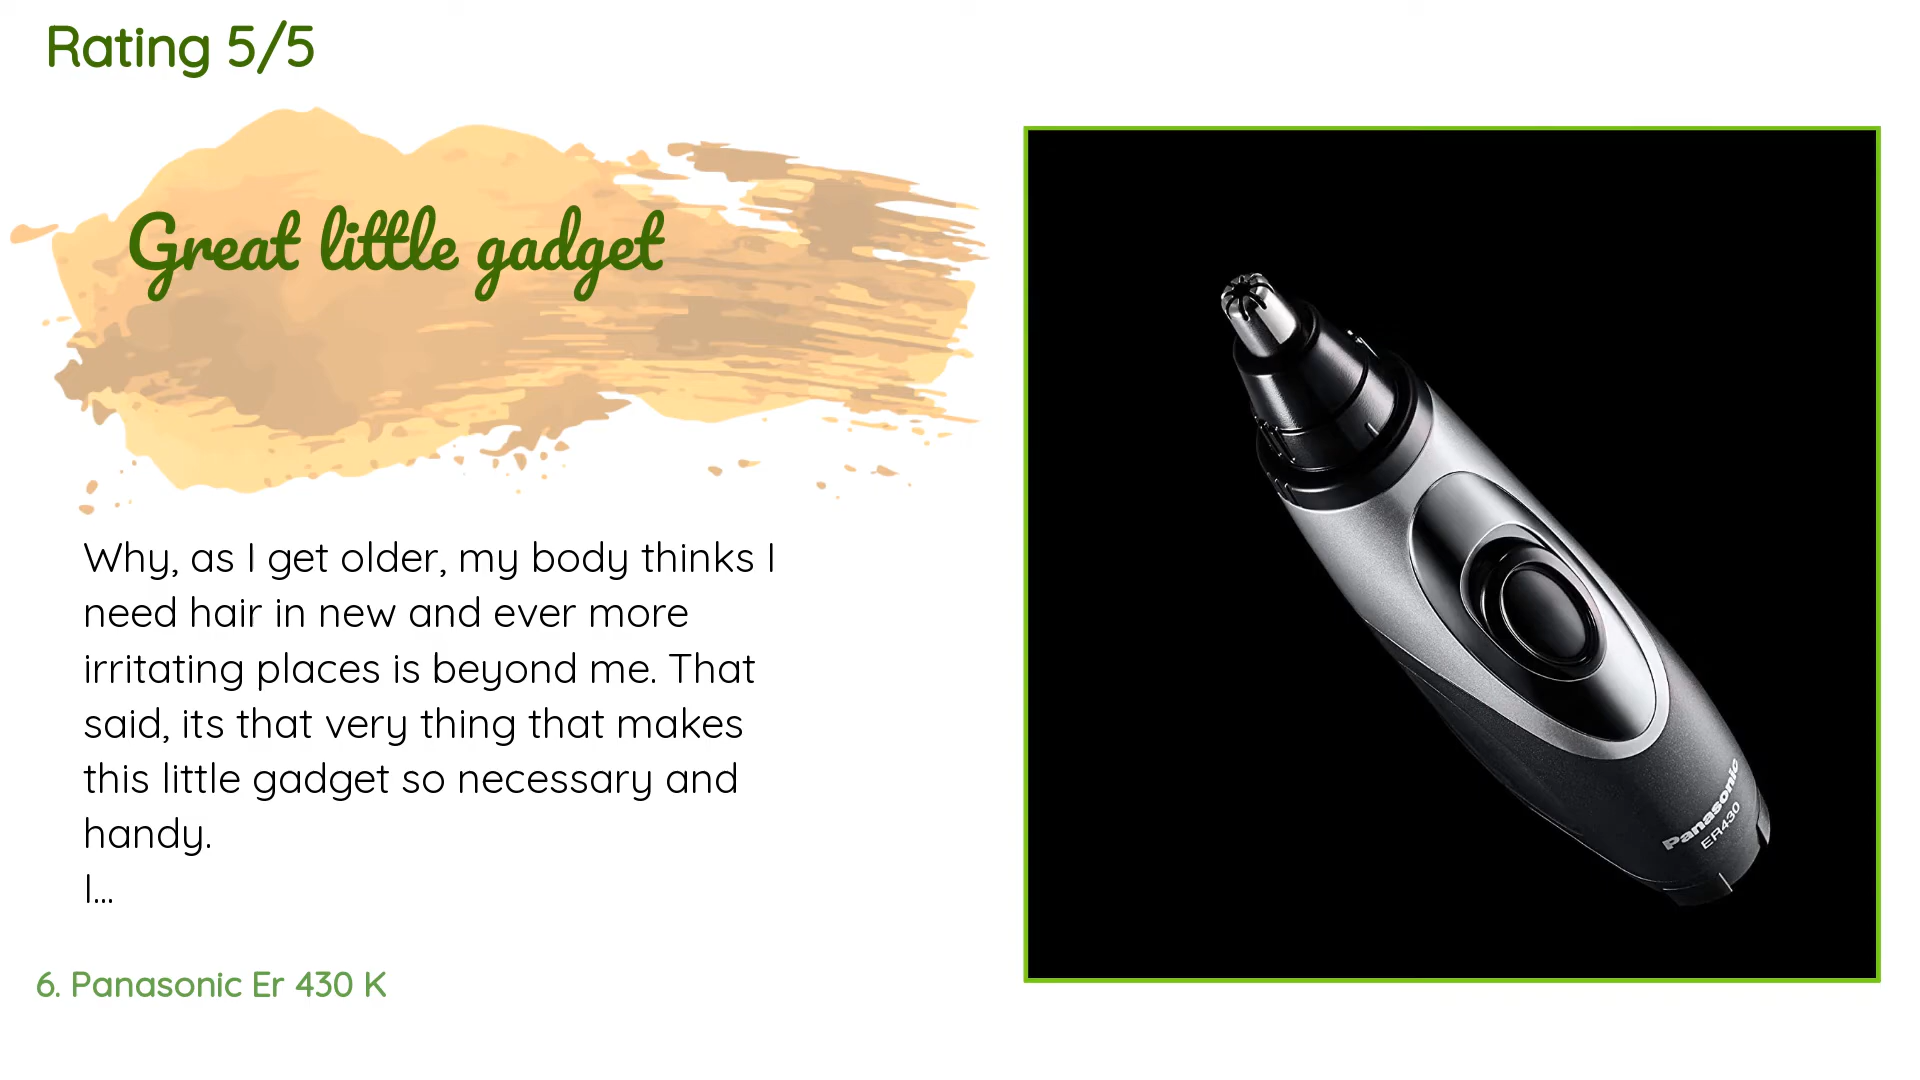 Rating 5/5
Great little gadget
Why, as I get older, my body thinks I
need hair in new and ever more
irritating places is beyond me. That
said, its that very thing that makes
this little gadget so necessary and
handy.
I...
6. Panasonic Er 430 K
Panasonic
ER430